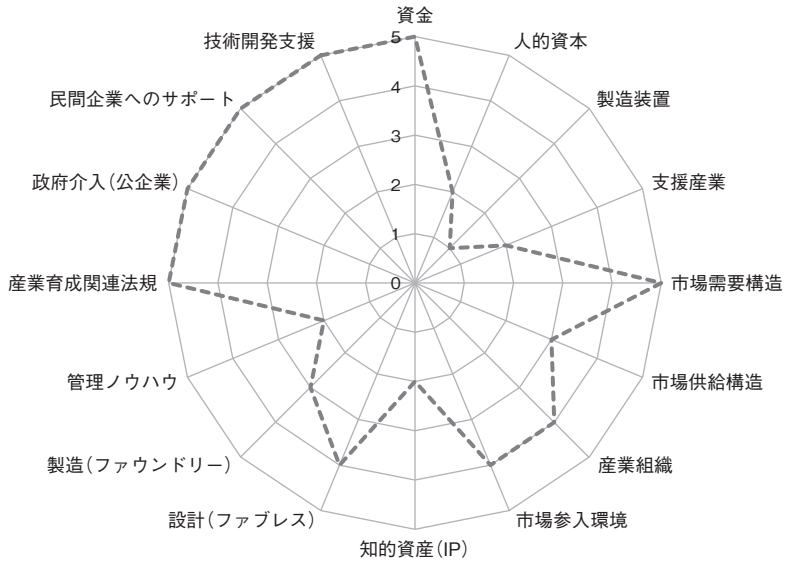 資金
人的資本
製造装置
支援産業
市場需要構造
市場供給構造
産業組織
市場参入環境
知的資産(IP)
設計(ファブレス)
製造(ファウンドリー)
管理ノウハウ
産業育成関連法規
政府介入(公企業)
民間企業へのサポート
技術開発支援
5
4
3
2
1
0